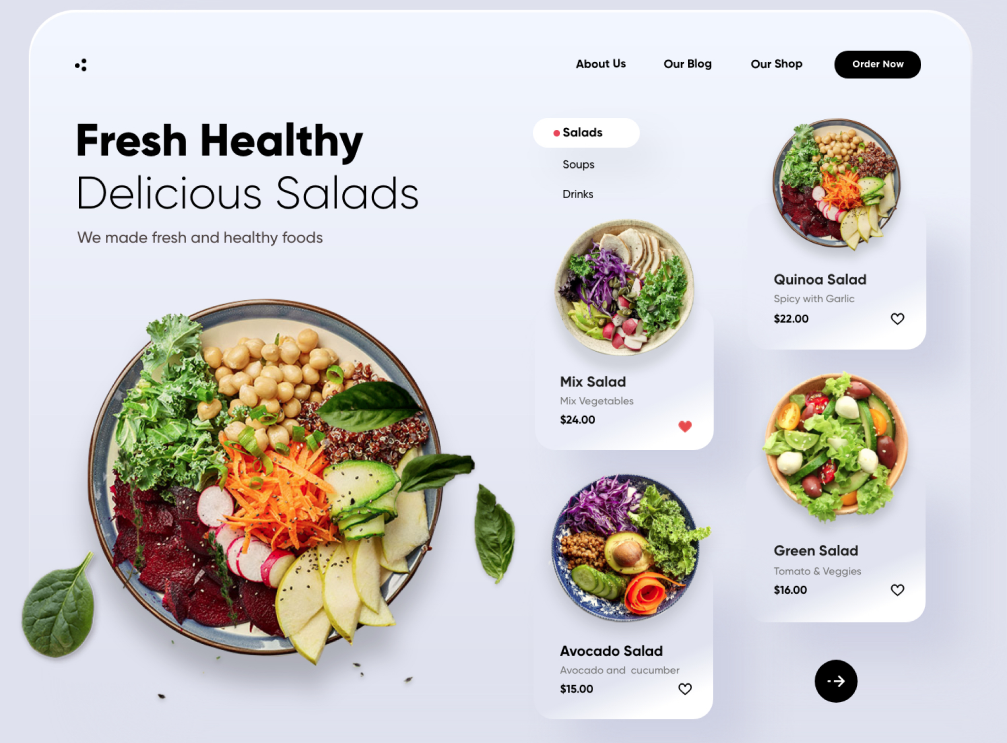 About Us
Our Blog
Our Shop
Order Now
Fresh Healthy
Delicious Salads
We made fresh and healthy foods
Salads
Soups
Drinks
Mix Salad
Mix Vegetables
$24.00
Avocado Salad
Avocado and cucumber
$15.00
Quinoa Salad
Spicy with Garlic
$22.00
Green Salad
Tomato & Veggies
$16.00